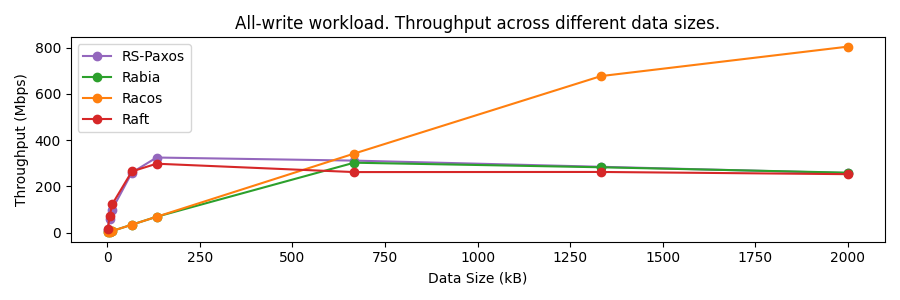 All-write workload. Throughput across different data sizes.
RS-Paxos
Rabia
Racos
Raft
Throughput (Mbps)
800
600
400
200
0
0 250 500 750 1000 1250 1500 1750 2000
Data Size (kB)